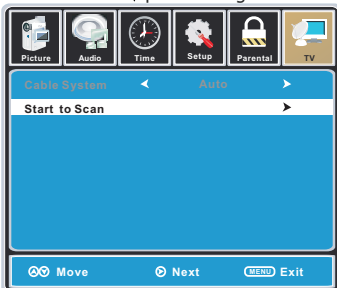 Picture Audio Time Setup Parental TV
Cable System Auto
Start to Scan
Move Next MENU Exit